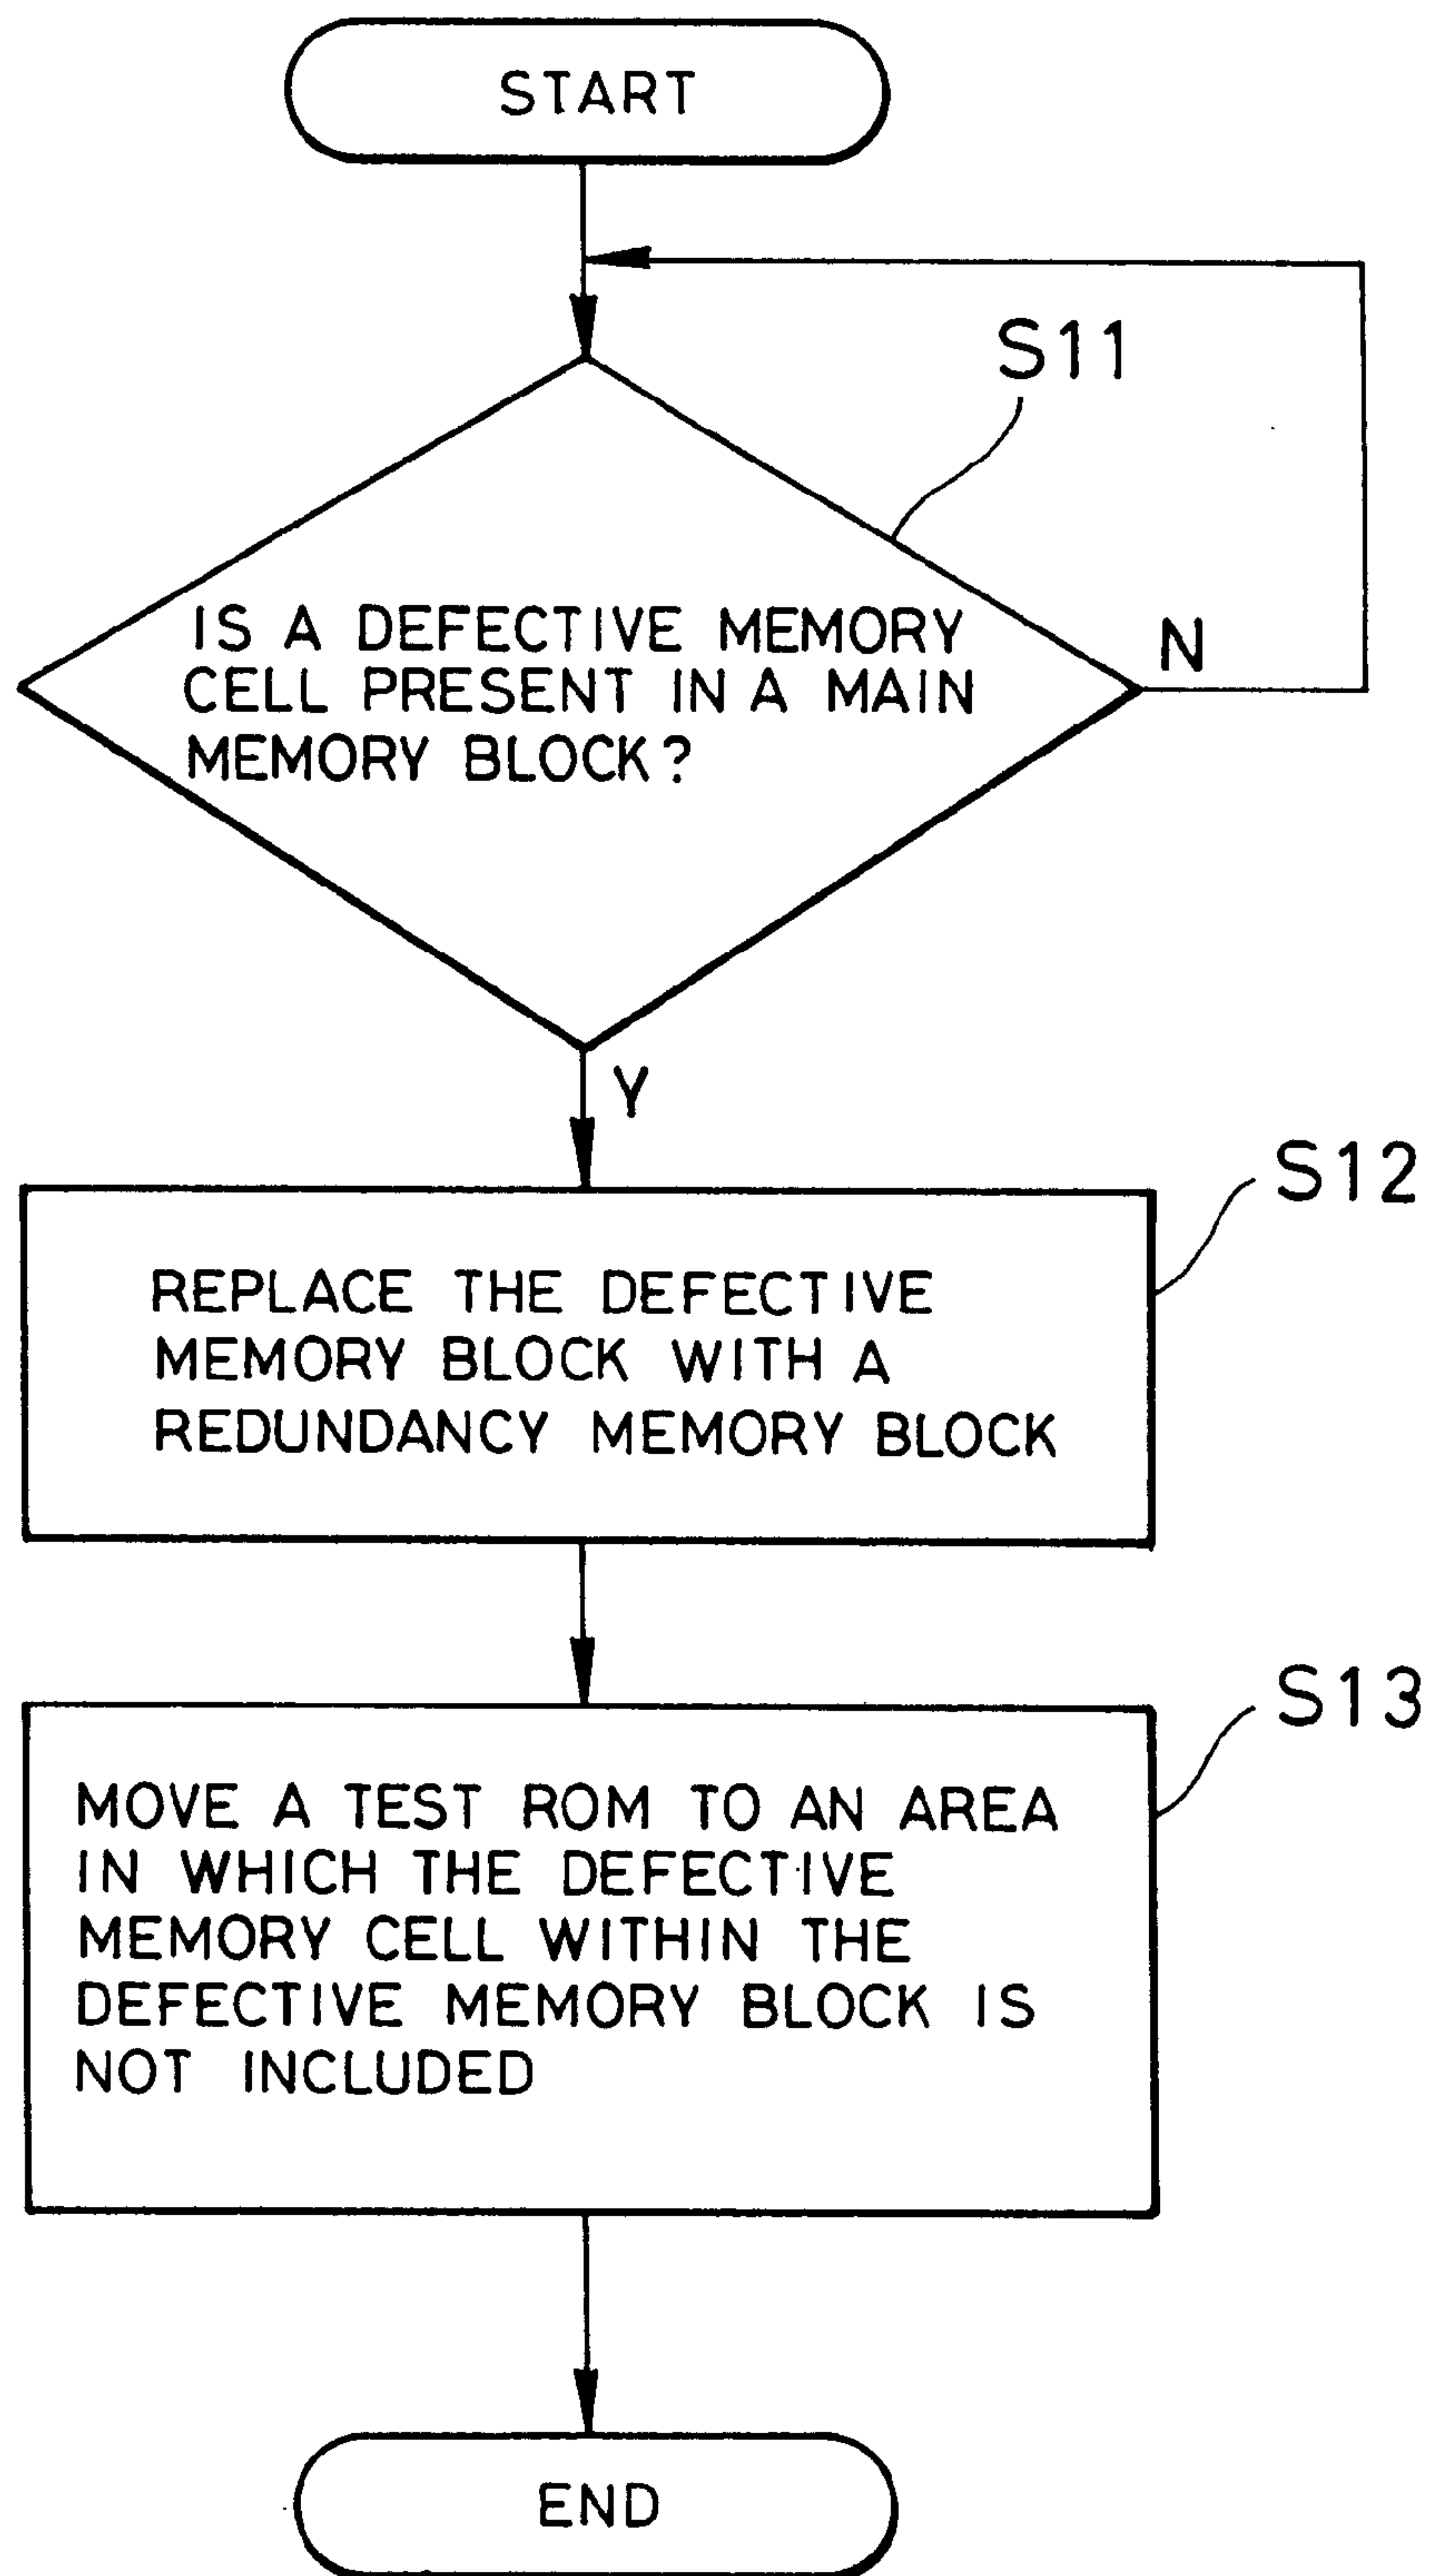 START
S11
IS A DEFECTIVE MEMORY
CELL PRESENT IN A MAIN
MEMORY BLOCK?
N
Y
S12
REPLACE THE DEFECTIVE
MEMORY BLOCK WITH A
REDUNDANCY MEMORY BLOCK
S13
MOVE A TEST ROM TO AN AREA
IN WHICH THE DEFECTIVE
MEMORY CELL WITHIN THE
DEFECTIVE MEMORY BLOCK IS
NOT INCLUDED
END